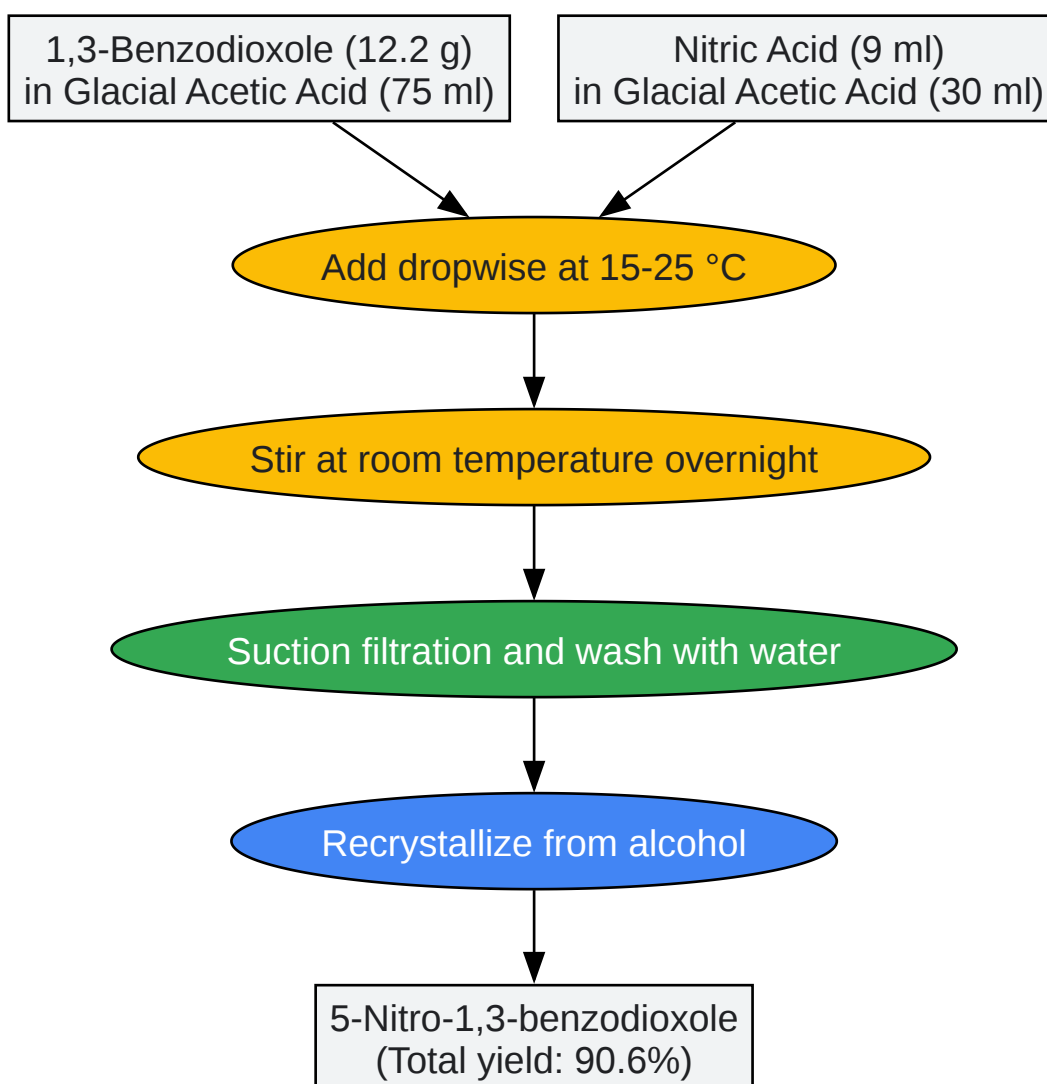 1,3-Benzodioxole (12.2 g)
in Glacial Acetic Acid (75 ml)
Nitric Acid (9 ml)
in Glacial Acetic Acid (30 ml)
Add dropwise at 15-25 °C
Stir at room temperature overnight
Suction filtration and wash with water
Recrystallize from alcohol
5-Nitro-1,3-benzodioxole
(Total yield: 90.6%)